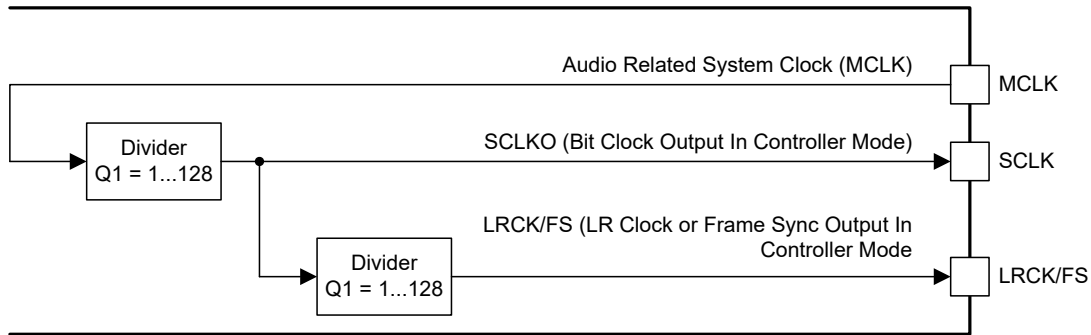 Audio Related System Clock (MCLK)
MCLK
Divider
Q1 = 1...128
SCLKO (Bit Clock Output In Controller Mode)
SCLK
LRCK/FS (LR Clock or Frame Sync Output In
Controller Mode
Divider
Q1 = 1...128
LRCK/FS